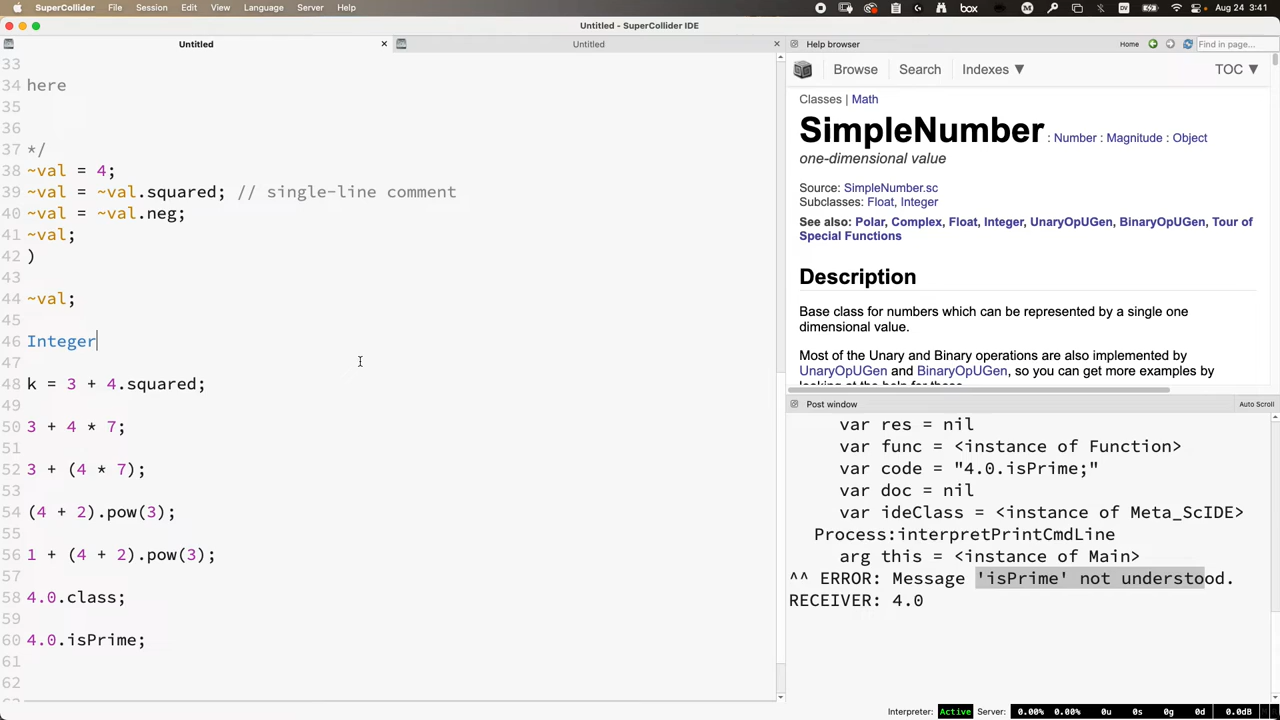 SuperCollider File Session Edit View Language Server Help
box
DV
Aug 24 3:41
Untitled - SuperCollider IDE
Untitled
Untitled
Help browser
Home
Find in page...
Browse Search Indexes ▼ TOC ▼
Classes | Math
SimpleNumber : Number : Magnitude : Object
one-dimensional value
Source: SimpleNumber.sc
Subclasses: Float, Integer
See also: Polar, Complex, Float, Integer, UnaryOpUGen, BinaryOpUGen, Tour of
Special Functions
Description
Base class for numbers which can be represented by a single one
dimensional value.
Most of the Unary and Binary operations are also implemented by
UnaryOpUGen and BinaryOpUGen, so you can get more examples by
looking at the help for those.
33
34 here
35
36
37 */
38 ~val = 4;
39 ~val = ~val.squared; // single-line comment
40 ~val = ~val.neg;
41 ~val;
42 )
43
44 ~val;
45
46 Integer
47
48 k = 3 + 4.squared;
49
50 3 + 4 * 7;
51
52 3 + (4 * 7);
53
54 (4 + 2).pow(3);
55
56 1 + (4 + 2).pow(3);
57
58 4.0.class;
59
60 4.0.isPrime;
61
62
Post window
Auto Scroll
var res = nil
var func = <instance of Function>
var code = "4.0.isPrime;"
var doc = nil
var ideClass = <instance of Meta_ScIDE>
Process:interpretPrintCmdLine
arg this = <instance of Main>
^^ ERROR: Message 'isPrime' not understood.
RECEIVER: 4.0
Interpreter: Active Server: 0.00% 0.00% 0u 0s 0g 0d 0.0dB